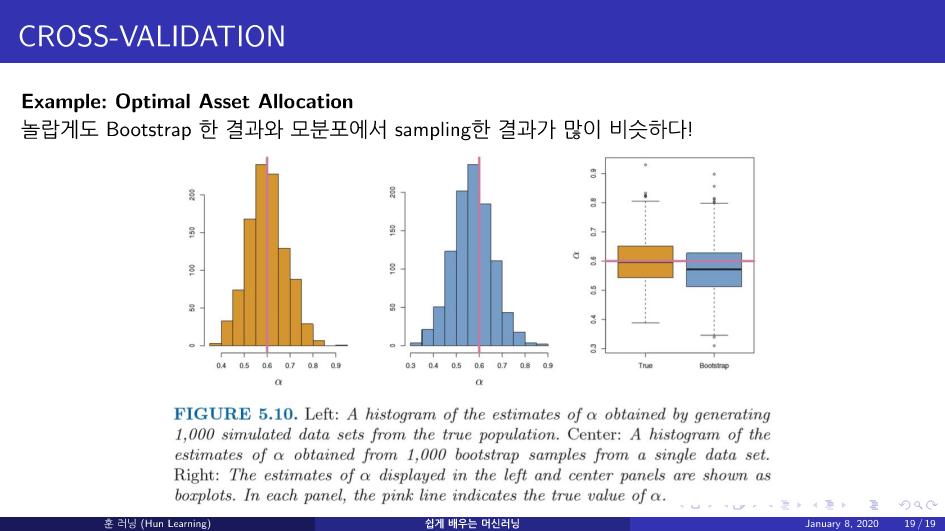 CROSS-VALIDATION
Example: Optimal Asset Allocation
놀랍게도 Bootstrap 한 결과와 모분포에서 sampling한 결과가 많이 비슷하다!
0 50 100 150 200
0.4 0.5 0.6 0.7 0.8 0.9
α
0 50 100 150 200
0.3 0.4 0.5 0.6 0.7 0.8 0.9
α
0.3 0.4 0.5 0.6 0.7 0.8 0.9
α
True Bootstrap
FIGURE 5.10. Left: A histogram of the estimates of α obtained by generating
1,000 simulated data sets from the true population. Center: A histogram of the
estimates of α obtained from 1,000 bootstrap samples from a single data set.
Right: The estimates of α displayed in the left and center panels are shown as
boxplots. In each panel, the pink line indicates the true value of α.
훈 러닝 (Hun Learning) 쉽게 배우는 머신러닝 January 8, 2020 19 / 19